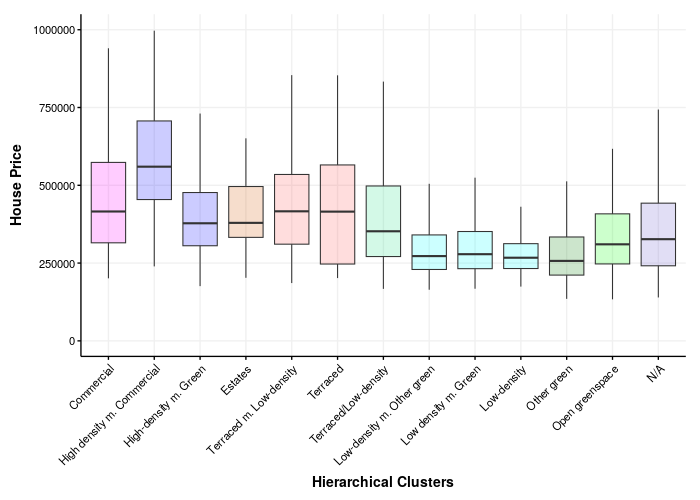 1000000
750000
500000
250000
0
House Price
Commercial
High density m. Commercial
High-density m. Green
Estates
Terraced m. Low-density
Terraced
Terraced/Low-density
Low-density m. Other green
Low density m. Green
Low-density
Other green
Open greenspace
N/A
Hierarchical Clusters